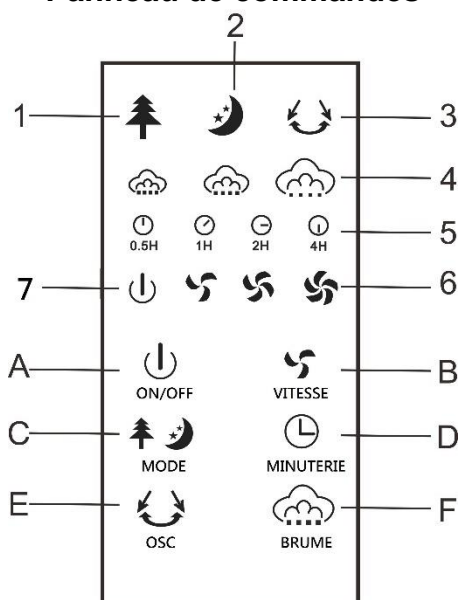 Panneau de commandes
2
1
3
4
0.5H 1H 2H 4H
5
7
6
A
ON/OFF
VITESSE
B
C
MODE
MINUTERIE
D
E
OSC
BRUME
F